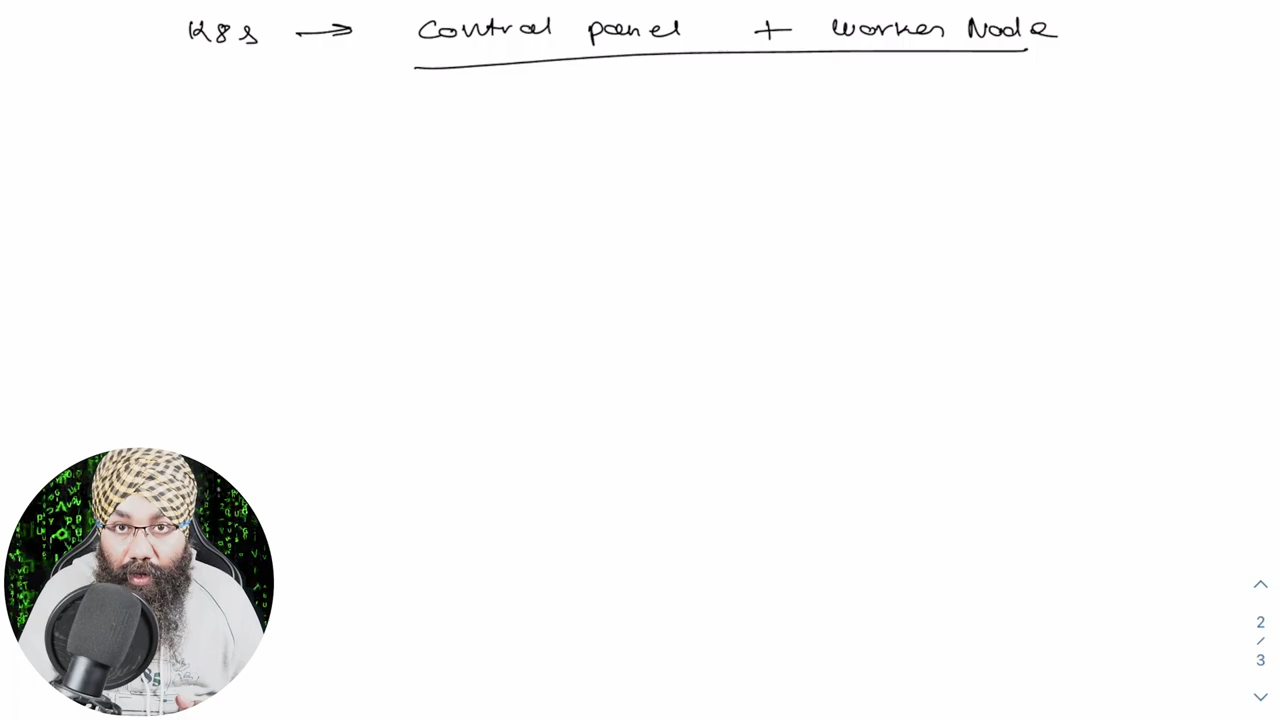 K8s → Control panel + Worker Node
2
/
3